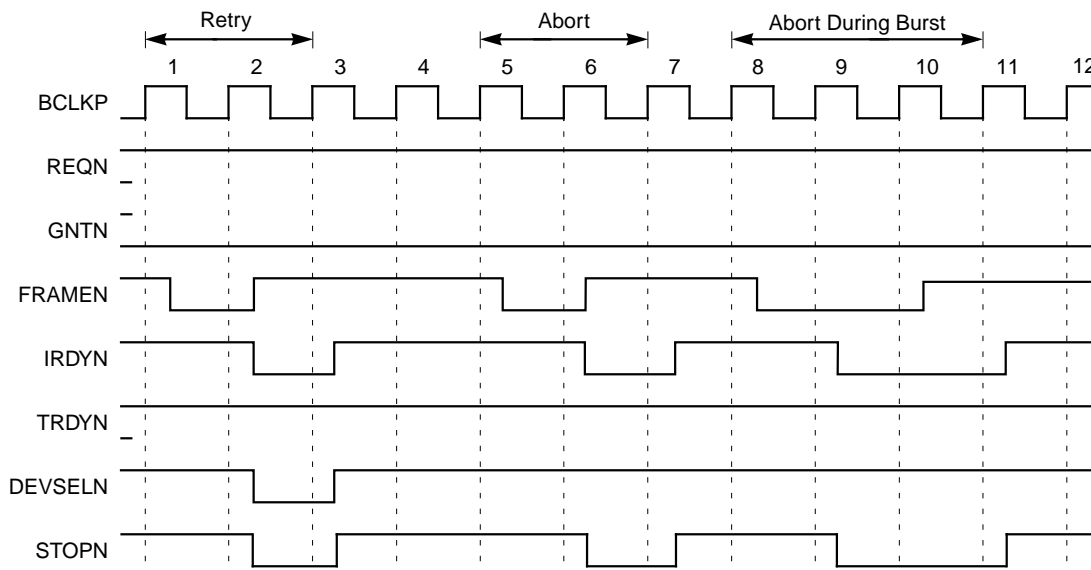 Retry Abort Abort During Burst
1 2 3 4 5 6 7 8 9 10 11 12
BCLKP
REQN
GNTN
FRAMEN
IRDYN
TRDYN
DEVSELN
STOPN